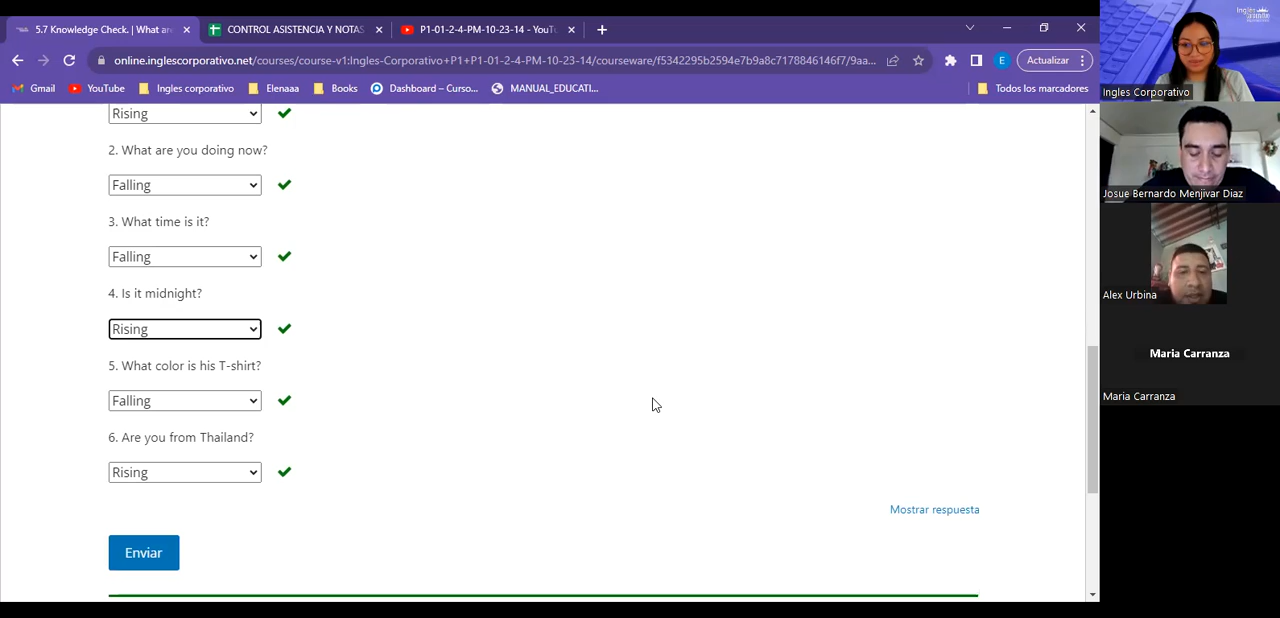 5.7 Knowledge Check. | What are
CONTROL ASISTENCIA Y NOTAS
P1-01-2-4-PM-10-23-14 - YouTu
online.inglescorporativo.net/courses/course-v1:Ingles-Corporativo+P1+P1-01-2-4-PM-10-23-14/courseware/f5342295b2594e7b9a8c7178846146f7/9aa...
E
Actualizar
Gmail
YouTube
Ingles corporativo
Elenaaa
Books
Dashboard – Curso...
MANUAL_EDUCATI...
Todos los marcadores
Rising
2. What are you doing now?
Falling
3. What time is it?
Falling
4. Is it midnight?
Rising
5. What color is his T-shirt?
Falling
6. Are you from Thailand?
Rising
Mostrar respuesta
Enviar
Ingles
Ingles Corporativo
Josue Bernardo Menjivar Diaz
Alex Urbina
Maria Carranza
Maria Carranza